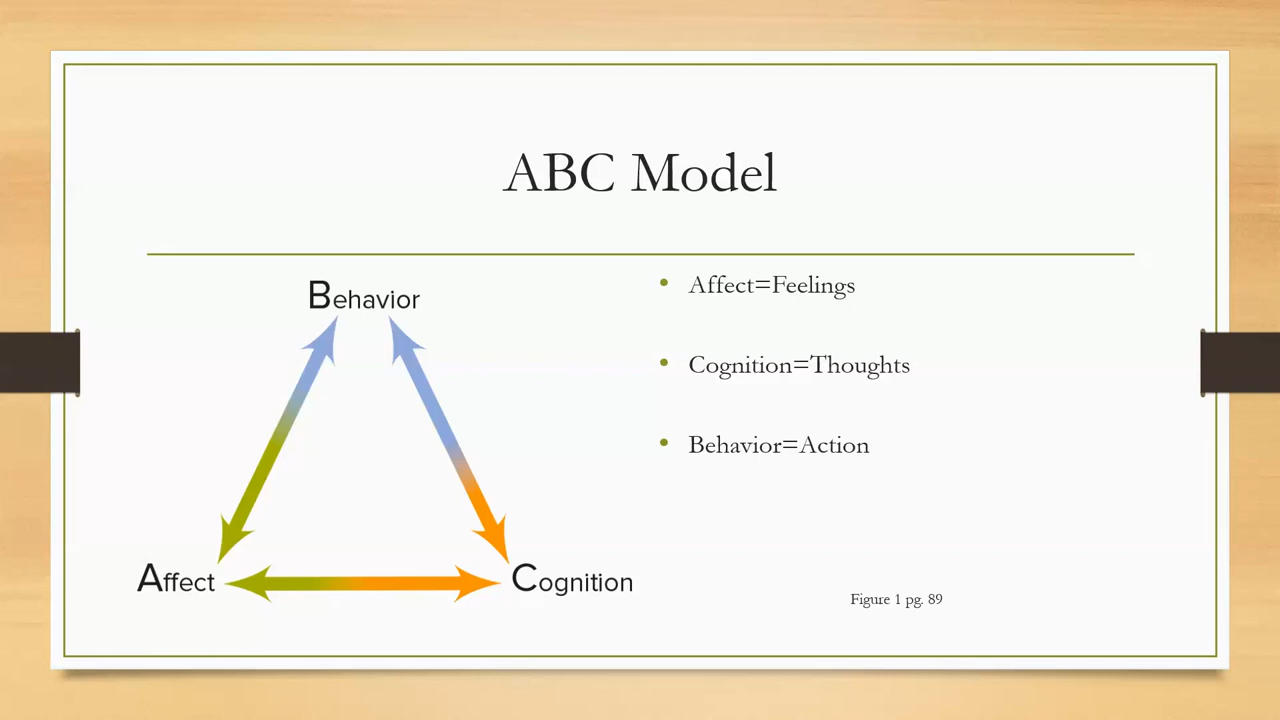 ABC Model
Behavior
Affect
Cognition
• Affect=Feelings
• Cognition=Thoughts
• Behavior=Action
Figure 1 pg. 89